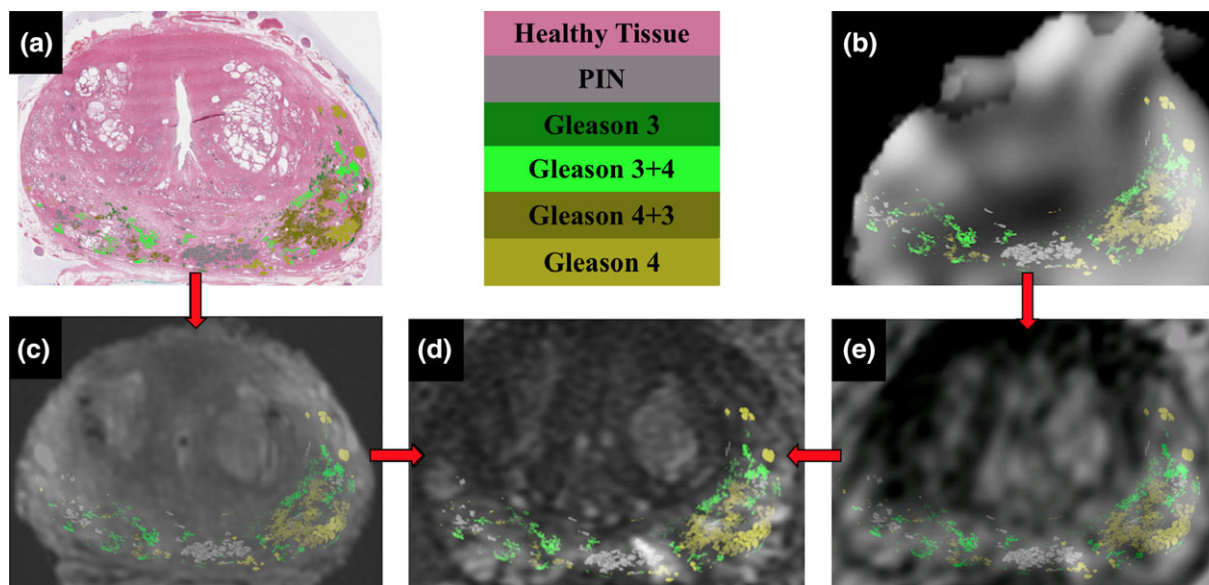 (a)
Healthy Tissue
PIN
Gleason 3
Gleason 3+4
Gleason 4+3
Gleason 4
(b)
(c)
(d)
(e)